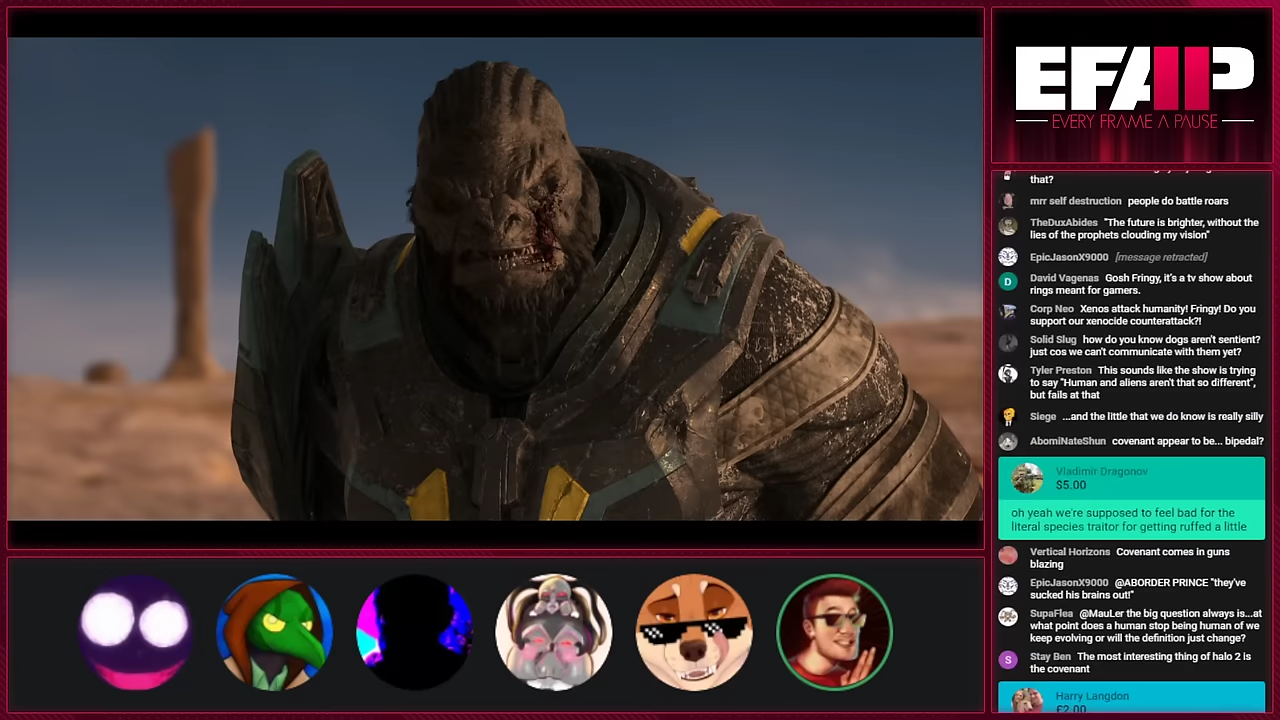 EFAP
EVERY FRAME A PAUSE
that?
mrr self destruction people do battle roars
TheDuxAbides "The future is brighter, without the
lies of the prophets clouding my vision"
EpicJasonX9000 [message retracted]
D
David Vagenas Gosh Fringy, it's a tv show about
rings meant for gamers.
Corp Neo Xenos attack humanity! Fringy! Do you
support our xenocide counterattack?!
Solid Slug how do you know dogs aren't sentient?
just cos we can't communicate with them yet?
Tyler Preston This sounds like the show is trying
to say "Human and aliens aren't that so different",
but fails at that
Siege ...and the little that we do know is really silly
AbomiNateShun covenant appear to be... bipedal?
Vladimir Dragonov
$5.00
oh yeah we're supposed to feel bad for the
literal species traitor for getting ruffed a little
Vertical Horizons Covenant comes in guns
blazing
EpicJasonX9000 @ABORDER PRINCE "they've
sucked his brains out!"
SupaFlea @MauLer the big question always is...at
what point does a human stop being human of we
keep evolving or will the definition just change?
S
Stay Ben The most interesting thing of halo 2 is
the covenant
Harry Langdon
£2.00